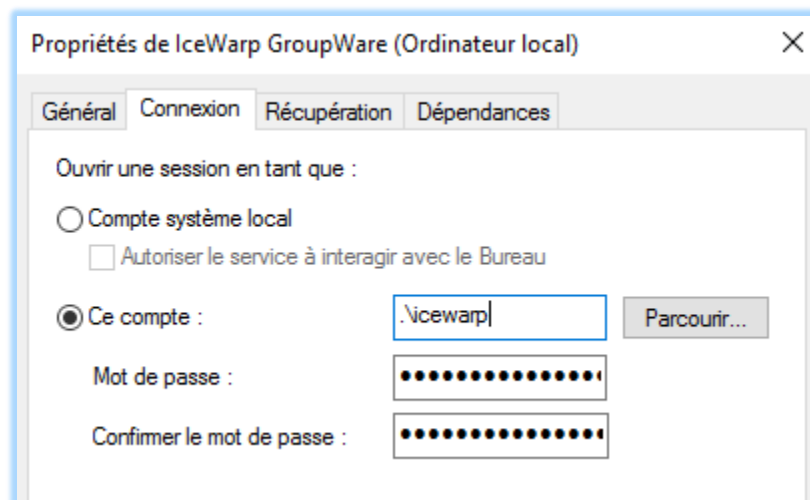 Propriétés de IceWarp GroupWare (Ordinateur local)
Général Connexion Récupération Dépendances
Ouvrir une session en tant que :
Compte système local
Autoriser le service à interagir avec le Bureau
Ce compte : .\icewarp Parcourir...
Mot de passe : ●●●●●●●●●●●●●●●
Confirmer le mot de passe : ●●●●●●●●●●●●●●●